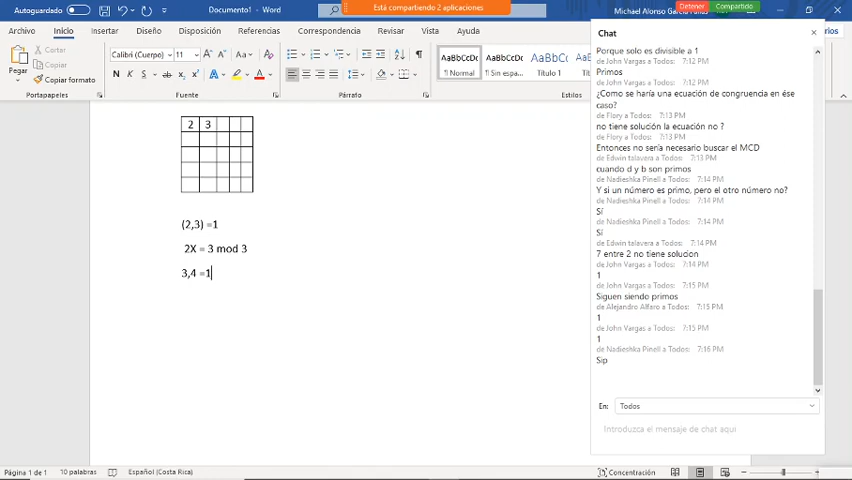 Autoguardado
Documento1 - Word
Está compartiendo 2 aplicaciones
Michael Alonso
Detener
Compartido
Archivo
Inicio
Insertar
Diseño
Disposición
Referencias
Correspondencia
Revisar
Vista
Ayuda
Cortar
Copiar
Copiar formato
Pegar
Portapapeles
Calibri (Cuerpo)
11
Fuente
Párrafo
AaBbCcDc
¶ Normal
AaBbCcDc
¶ Sin espa...
AaBbCc
Título 1
Estilos
2 3
(2,3) =1
2X = 3 mod 3
3,4 =1
Chat
Porque solo es divisible a 1
de Flory a Todos: 7:12 PM
Primos
de John Vargas a Todos: 7:12 PM
¿Como se haría una ecuación de congruencia en ése
caso?
de Flory a Todos: 7:13 PM
no tiene solución la ecuación no ?
de Flory a Todos: 7:13 PM
Entonces no sería necesario buscar el MCD
de Edwin talavera a Todos: 7:13 PM
cuando d y b son primos
de Nadieshka Pinell a Todos: 7:14 PM
Y si un número es primo, pero el otro número no?
de John Vargas a Todos: 7:14 PM
Sí
de Nadieshka Pinell a Todos: 7:14 PM
Sí
de Edwin talavera a Todos: 7:14 PM
7 entre 2 no tiene solucion
de John Vargas a Todos: 7:14 PM
1
de John Vargas a Todos: 7:15 PM
Siguen siendo primos
de Alejandro Alfaro a Todos: 7:15 PM
1
de John Vargas a Todos: 7:15 PM
1
de Nadieshka Pinell a Todos: 7:16 PM
Sip
En:
Todos
Introduzca el mensaje de chat aquí
Página 1 de 1
10 palabras
Español (Costa Rica)
Concentración